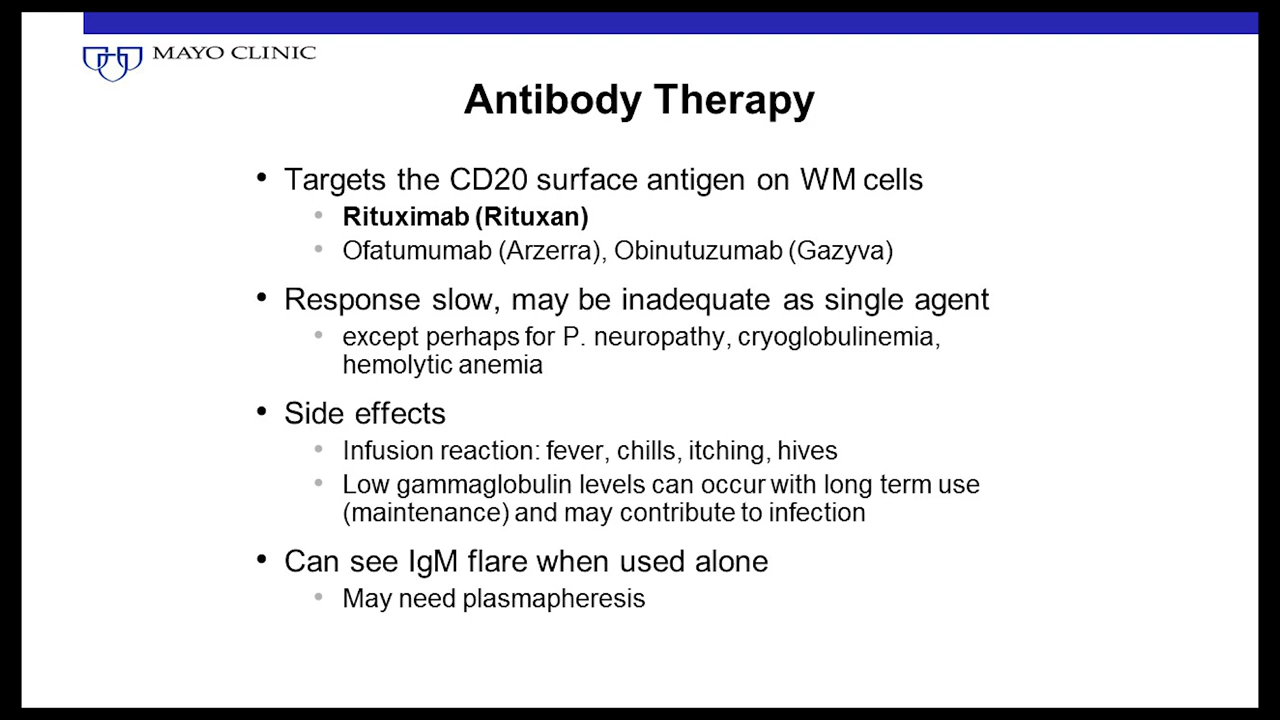 MAYO CLINIC
Antibody Therapy
• Targets the CD20 surface antigen on WM cells
• Rituximab (Rituxan)
• Ofatumumab (Arzerra), Obinutuzumab (Gazyva)
• Response slow, may be inadequate as single agent
• except perhaps for P. neuropathy, cryoglobulinemia,
hemolytic anemia
• Side effects
• Infusion reaction: fever, chills, itching, hives
• Low gammaglobulin levels can occur with long term use
(maintenance) and may contribute to infection
• Can see IgM flare when used alone
• May need plasmapheresis